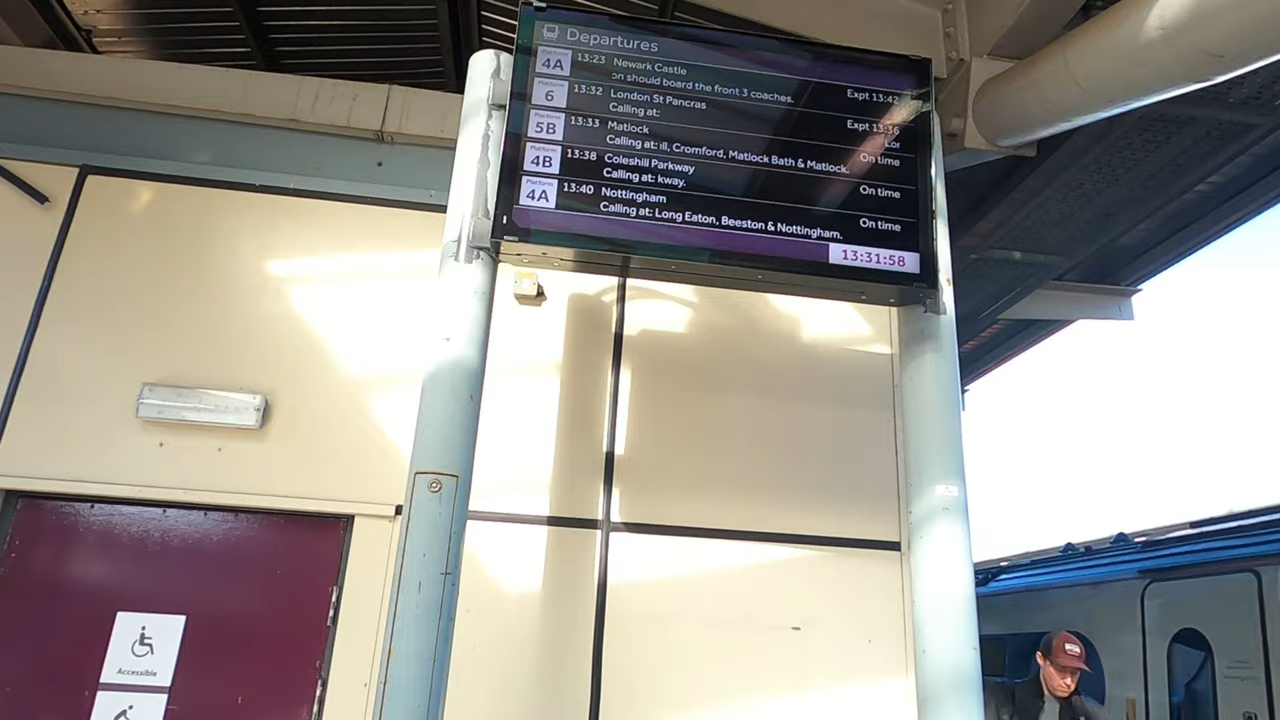 Departures
Platform 4A 13:23 Newark Castle Expt 13:42
on should board the front 3 coaches.
Platform 6 13:32 London St Pancras Expt 13:36
Calling at: Lon
Platform 5B 13:33 Matlock On time
Calling at: ill, Cromford, Matlock Bath & Matlock.
Platform 4B 13:38 Coleshill Parkway On time
Calling at: kway.
Platform 4A 13:40 Nottingham On time
Calling at: Long Eaton, Beeston & Nottingham.
13:31:58
Accessible